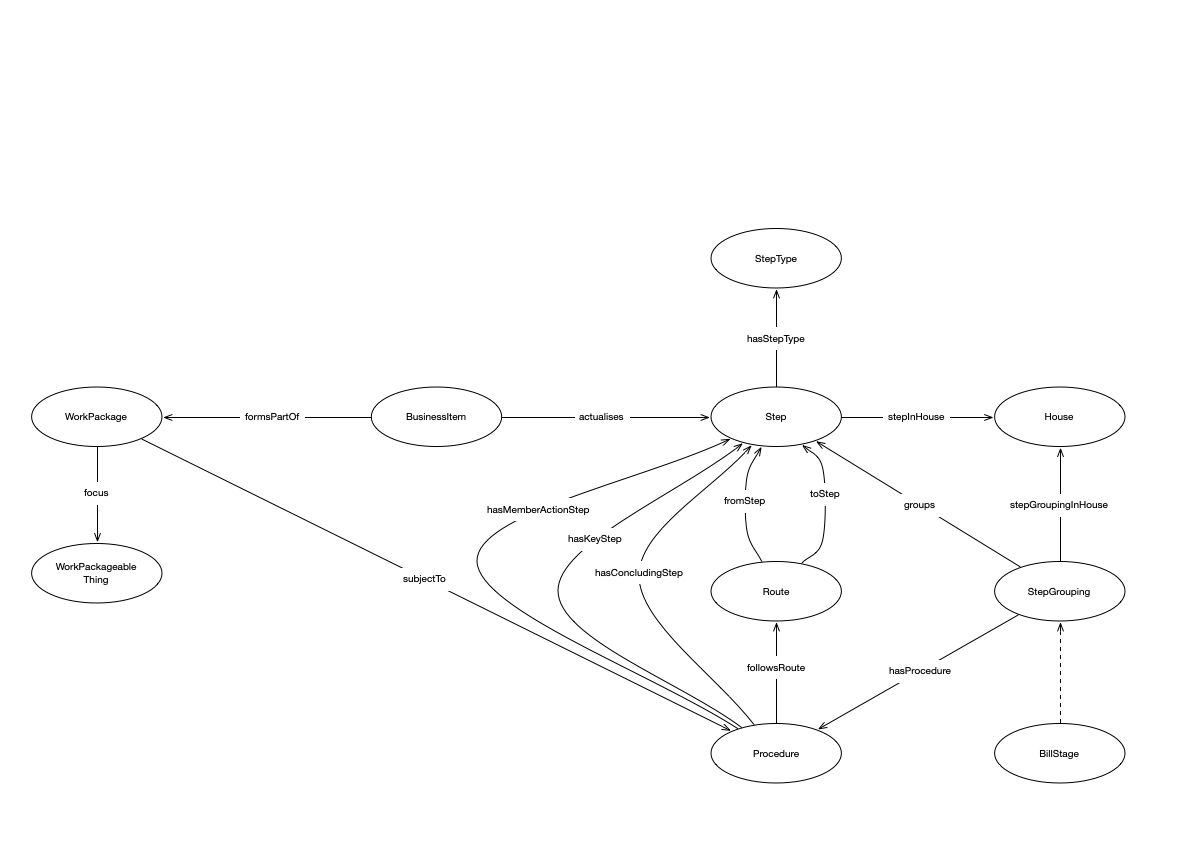 StepType
hasStepType
WorkPackage
formsPartOf
BusinessItem
actualises
Step
stepInHouse
House
focus
fromStep
toStep
groups
stepGroupingInHouse
hasMemberActionStep
hasKeyStep
WorkPackageable
Thing
subjectTo
hasConcludingStep
Route
StepGrouping
followsRoute
hasProcedure
Procedure
BillStage